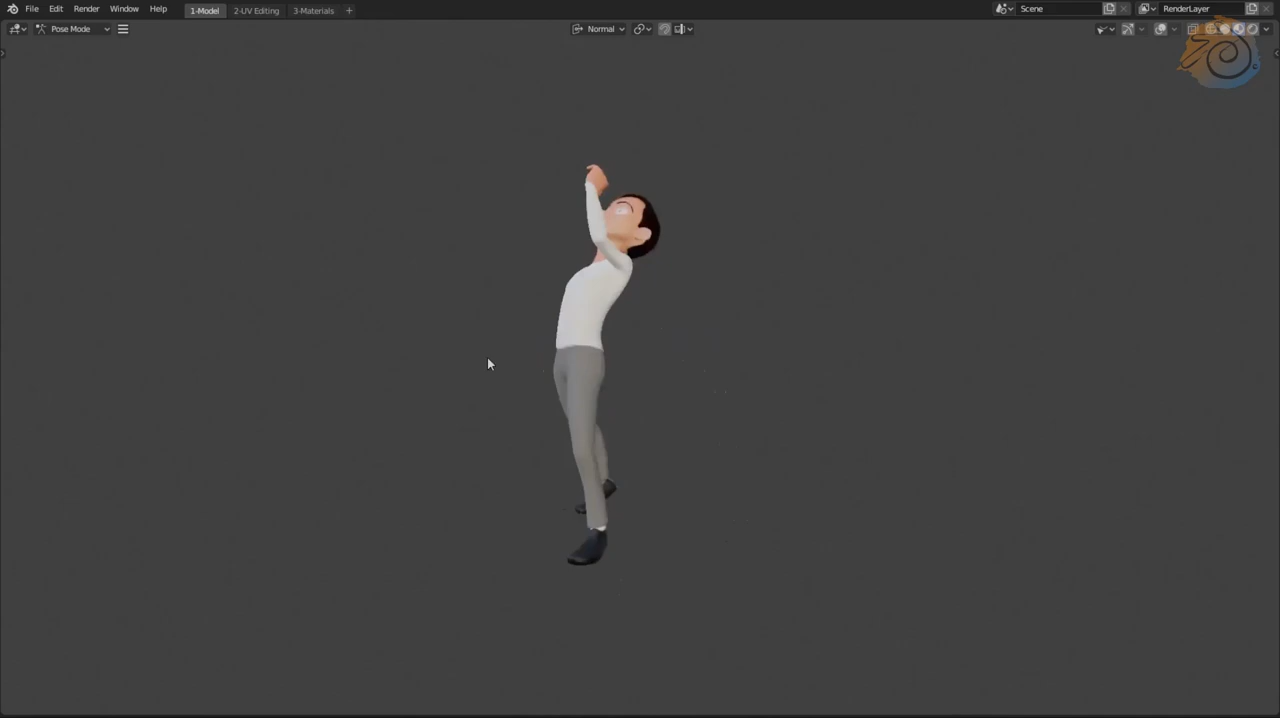 File Edit Render Window Help 1-Model 2-UV Editing 3-Materials + Scene RenderLayer
Pose Mode Normal